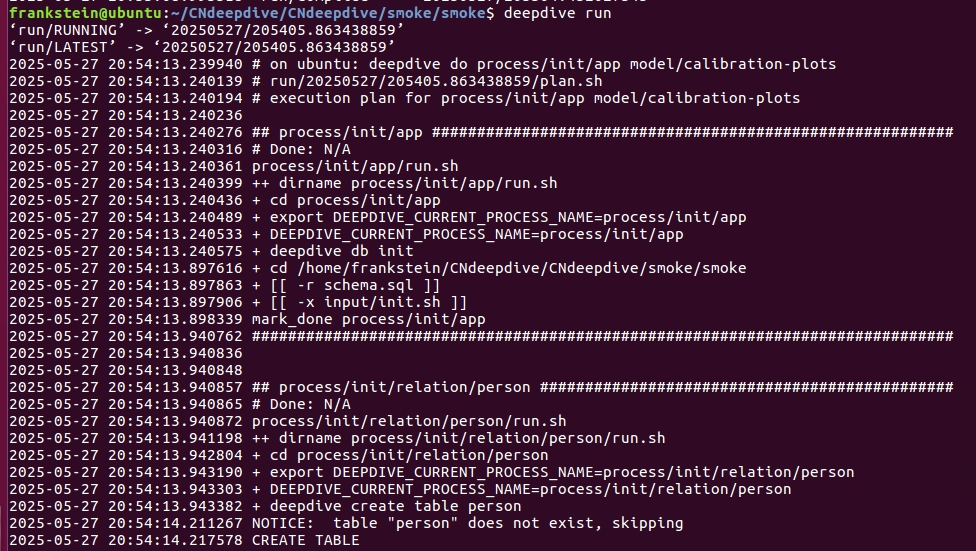 frankstein@ubuntu:~/CNdeepdive/CNdeepdive/smoke/smoke$ deepdive run
‘run/RUNNING’ -> ‘20250527/205405.863438859’
‘run/LATEST’ -> ‘20250527/205405.863438859’
2025-05-27 20:54:13.239940 # on ubuntu: deepdive do process/init/app model/calibration-plots
2025-05-27 20:54:13.240139 # run/20250527/205405.863438859/plan.sh
2025-05-27 20:54:13.240194 # execution plan for process/init/app model/calibration-plots
2025-05-27 20:54:13.240236
2025-05-27 20:54:13.240276 ## process/init/app ##########################################################
2025-05-27 20:54:13.240316 # Done: N/A
2025-05-27 20:54:13.240361 process/init/app/run.sh
2025-05-27 20:54:13.240399 ++ dirname process/init/app/run.sh
2025-05-27 20:54:13.240436 + cd process/init/app
2025-05-27 20:54:13.240489 + export DEEPDIVE_CURRENT_PROCESS_NAME=process/init/app
2025-05-27 20:54:13.240533 + DEEPDIVE_CURRENT_PROCESS_NAME=process/init/app
2025-05-27 20:54:13.240575 + deepdive db init
2025-05-27 20:54:13.897616 + cd /home/frankstein/CNdeepdive/CNdeepdive/smoke/smoke
2025-05-27 20:54:13.897863 + [[ -r schema.sql ]]
2025-05-27 20:54:13.897906 + [[ -x input/init.sh ]]
2025-05-27 20:54:13.898339 mark_done process/init/app
2025-05-27 20:54:13.940762 ##############################################################################
2025-05-27 20:54:13.940836
2025-05-27 20:54:13.940848
2025-05-27 20:54:13.940857 ## process/init/relation/person ##############################################
2025-05-27 20:54:13.940865 # Done: N/A
2025-05-27 20:54:13.940872 process/init/relation/person/run.sh
2025-05-27 20:54:13.941198 ++ dirname process/init/relation/person/run.sh
2025-05-27 20:54:13.942804 + cd process/init/relation/person
2025-05-27 20:54:13.943190 + export DEEPDIVE_CURRENT_PROCESS_NAME=process/init/relation/person
2025-05-27 20:54:13.943303 + DEEPDIVE_CURRENT_PROCESS_NAME=process/init/relation/person
2025-05-27 20:54:13.943382 + deepdive create table person
2025-05-27 20:54:14.211267 NOTICE:  table "person" does not exist, skipping
2025-05-27 20:54:14.217578 CREATE TABLE